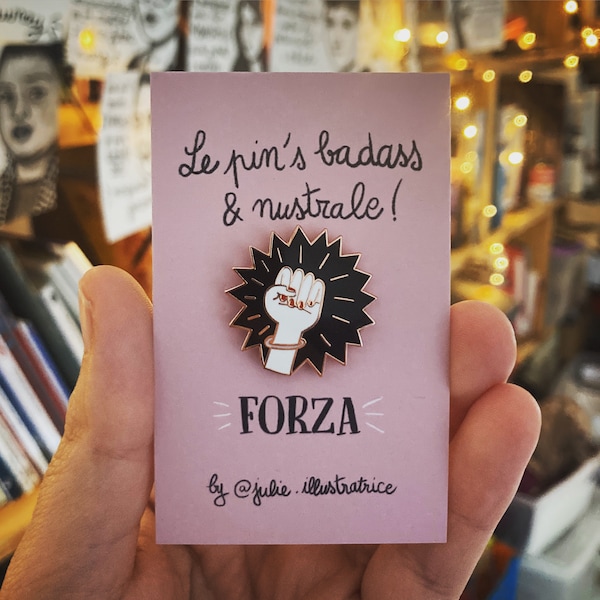 Le pin's badass
& nustrale !
FORZA
by @julie.illustratrice